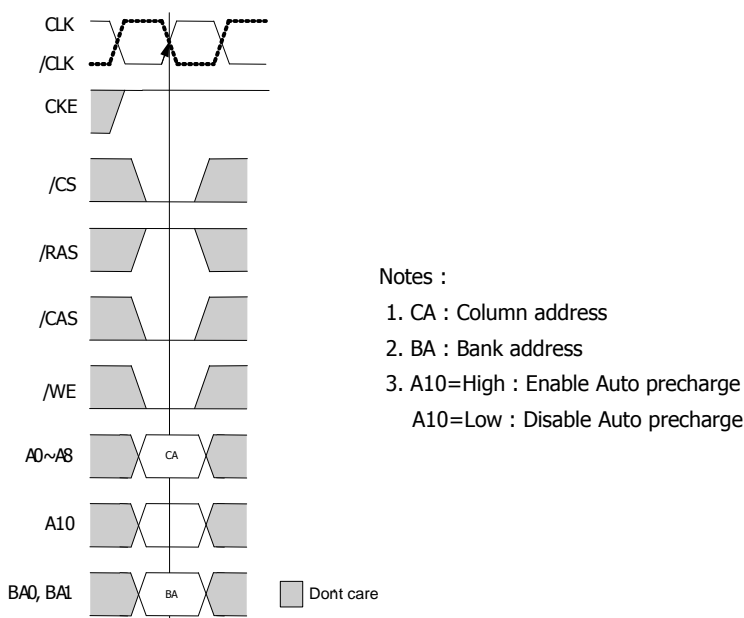 CLK
/CLK
CKE
/CS
/RAS
/CAS
/WE
A0~A8
CA
A10
BA0, BA1
BA
Dont care
Notes :
1. CA : Column address
2. BA : Bank address
3. A10=High : Enable Auto precharge
A10=Low : Disable Auto precharge